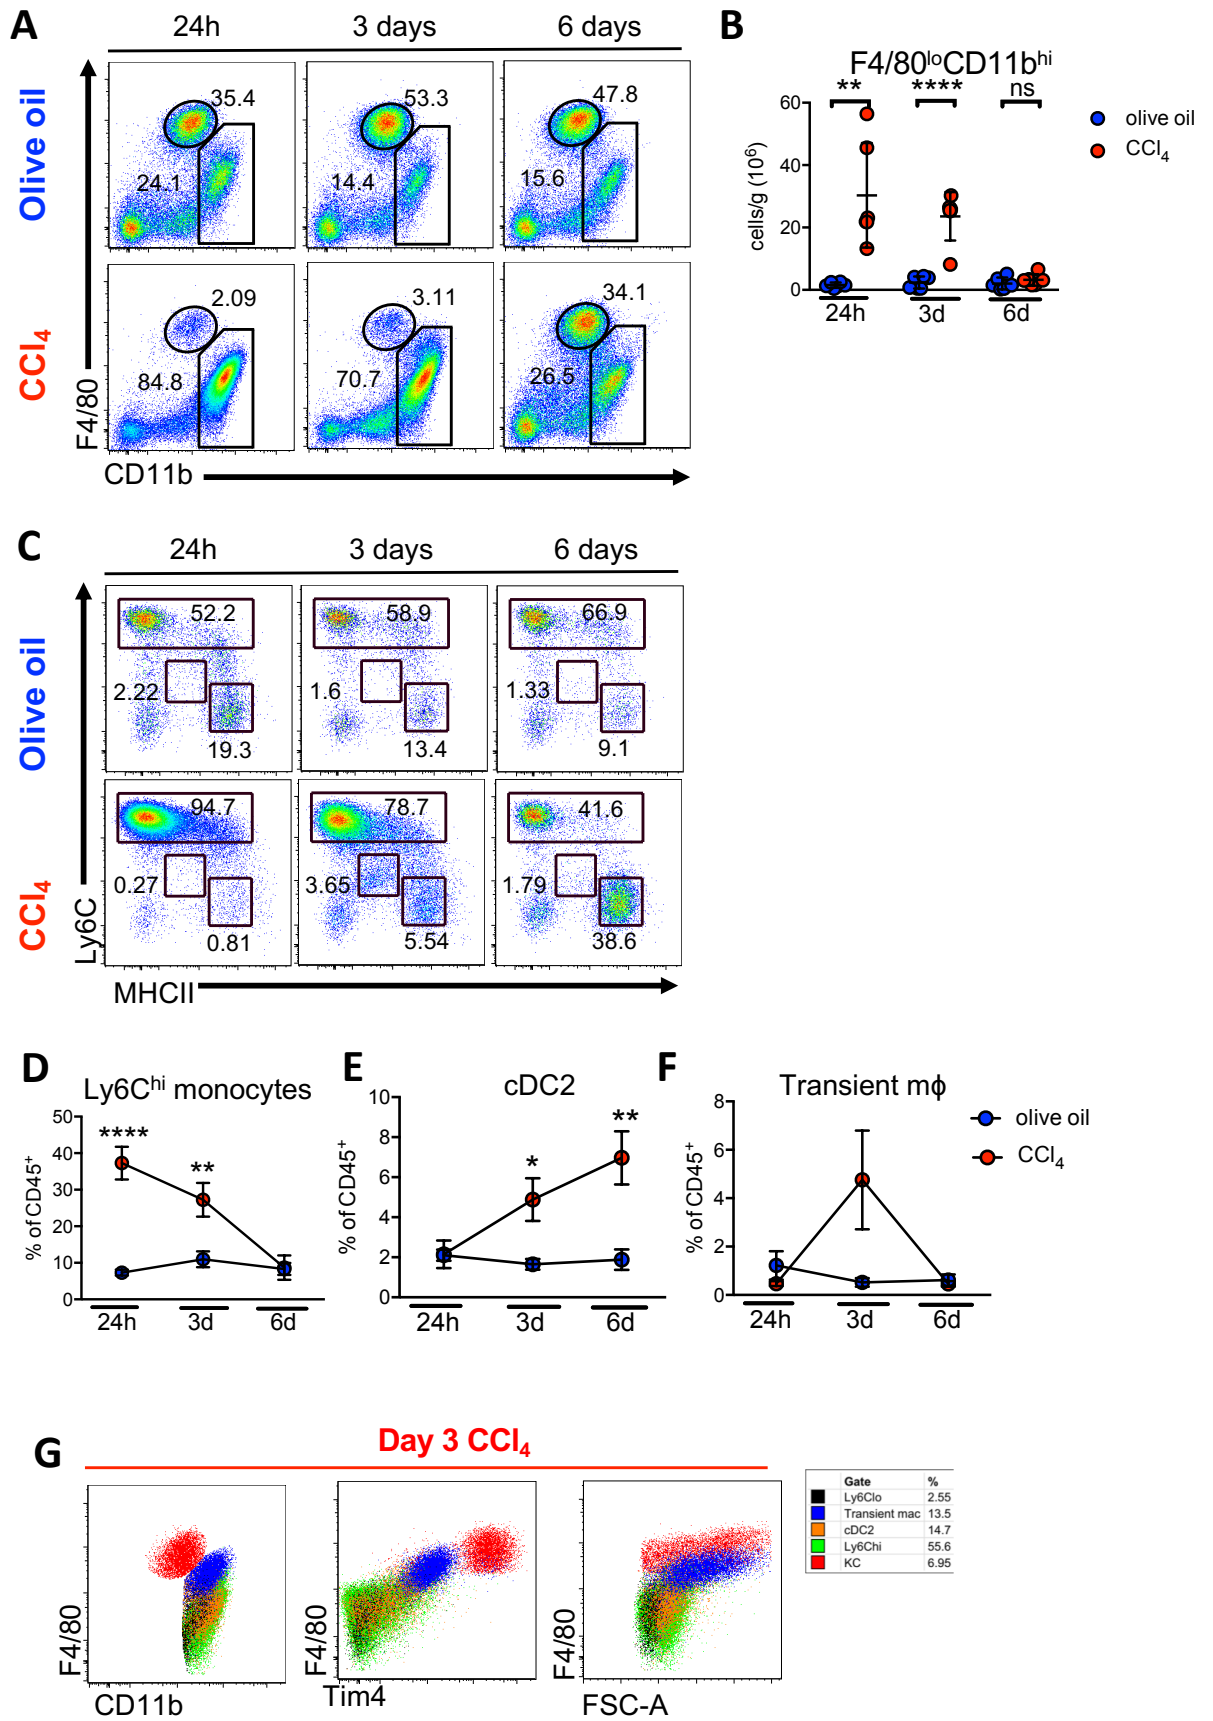 A
24h
3 days
6 days
Olive oil
35.4
24.1
53.3
14.4
47.8
15.6
CCl₄
2.09
84.8
3.11
70.7
34.1
26.5
F4/80
CD11b
B
F4/80ˡᵒCD11bʰⁱ
** **** ns
cells/g (10⁶)
60
40
20
0
24h 3d 6d
olive oil
CCl₄
C
24h
3 days
6 days
Olive oil
52.2
2.22
19.3
58.9
1.6
13.4
66.9
1.33
9.1
CCl₄
94.7
0.27
0.81
78.7
3.65
5.54
41.6
1.79
38.6
Ly6C
MHCII
D
Ly6Cʰⁱ monocytes
% of CD45⁺
50
40
30
20
10
0
****
**
24h 3d 6d
E
cDC2
% of CD45⁺
10
8
6
4
2
0
*
**
24h 3d 6d
F
Transient mϕ
% of CD45⁺
8
6
4
2
0
24h 3d 6d
olive oil
CCl₄
G
Day 3 CCl₄
F4/80
CD11b
F4/80
Tim4
F4/80
FSC-A
Gate %
Ly6Clo 2.55
Transient mac 13.5
cDC2 14.7
Ly6Chi 55.6
KC 6.95